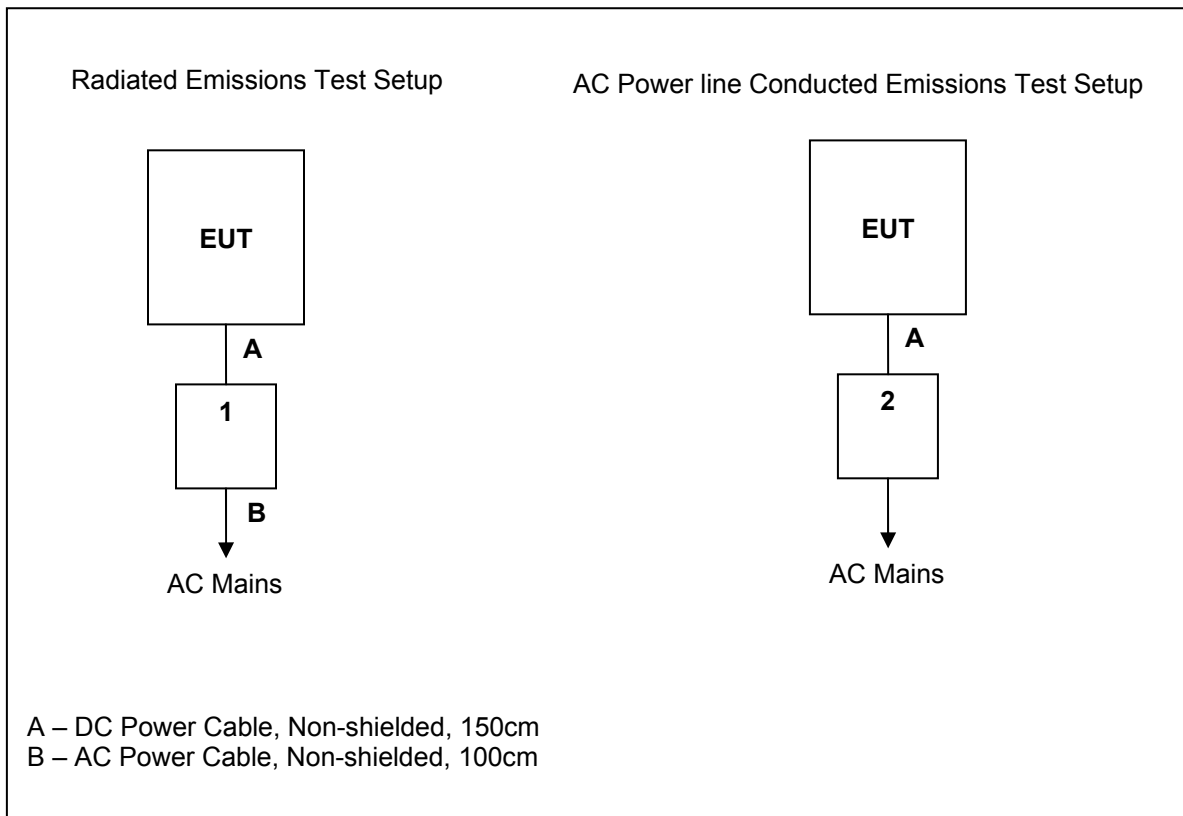 Radiated Emissions Test Setup
EUT
A
1
B
AC Mains
AC Power line Conducted Emissions Test Setup
EUT
A
2
AC Mains
A – DC Power Cable, Non-shielded, 150cm
B – AC Power Cable, Non-shielded, 100cm